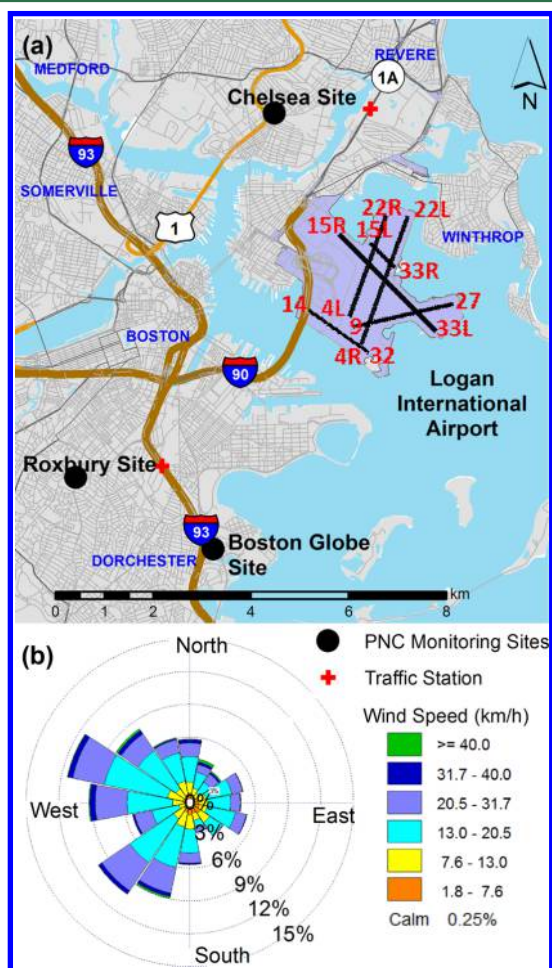 (a)
REVERE
MEDFORD
1A
Chelsea Site
N
93
SOMERVILLE
1
22R
22L
15R
15L
WINTHROP
33R
14
4L
9
27
33L
BOSTON
4R
32
90
Logan
International
Airport
Roxbury Site
93
DORCHESTER
Boston Globe
Site
km
0
2
4
6
8
(b)
North
PNC Monitoring Sites
Traffic Station
Wind Speed (km/h)
>= 40.0
31.7 - 40.0
West
East
20.5 - 31.7
3%
13.0 - 20.5
6%
7.6 - 13.0
9%
1.8 - 7.6
12%
Calm 0.25%
15%
South